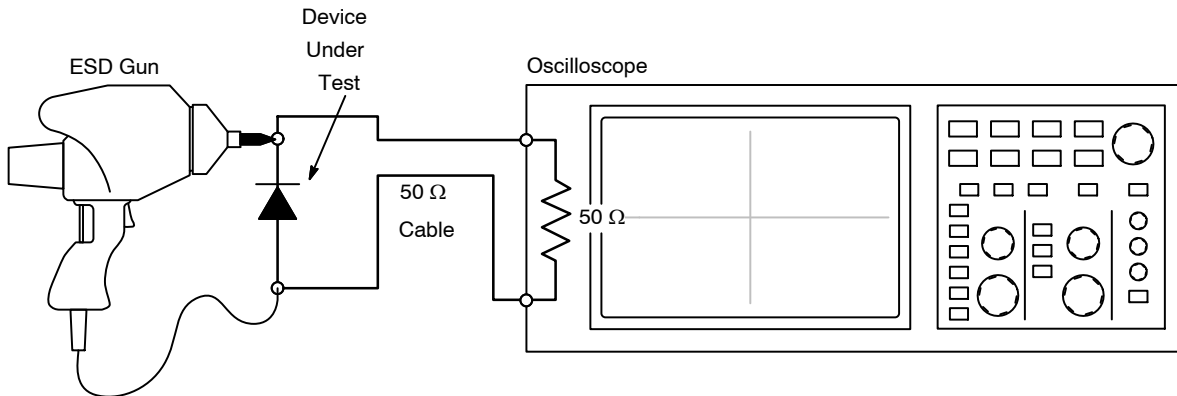 Device
Under
Test
ESD Gun
Oscilloscope
50 Ω
Cable
50 Ω